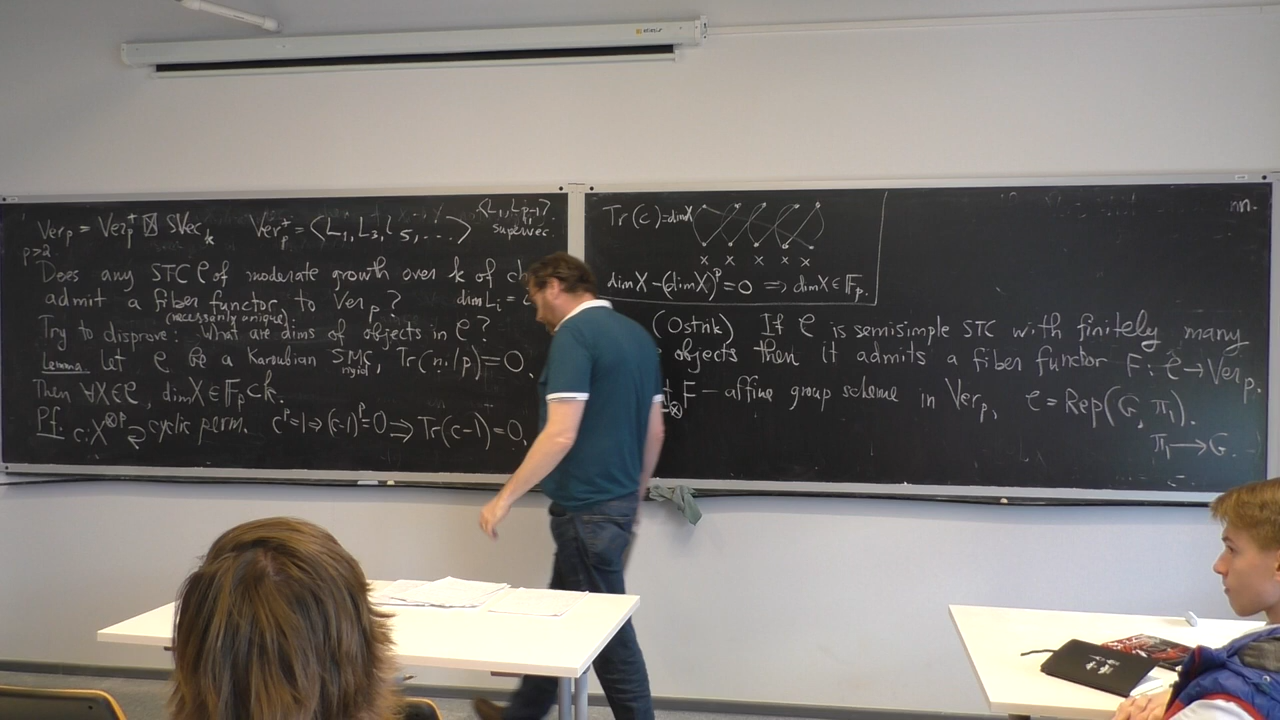 Ver_p = Ver_p^+ ⊠ SVec_k    Ver_p^+ = <L_1, L_3, L_5, ...>    <L_1, L_{p-1}>
p>2    supervec.
Does any STC C of moderate growth over k of ch
admit a fiber functor to Ver_p?    dim L_i =
(necessarily unique)
Try to disprove: What are dims of objects in C?
Lemma. Let C be a Karoubian SMC, Tr(nilp)=0.
rigid
Then ∀X∈C, dim X ∈ F_p ⊂ k.
Pf. c: X^{⊗p} cyclic perm. c^p=1 ⇒ (c-1)^p=0 ⇒ Tr(c-1)=0,
Tr(c)=dimX
x x x x x
dim X - (dim X)^p = 0 ⇒ dim X ∈ F_p.
nn.
(Ostrik) If C is semisimple STC with finitely many
objects then it admits a fiber functor F: C → Ver_p.
_⊗ F – affine group scheme in Ver_p, C = Rep(G, π_1).
π_1 → G.